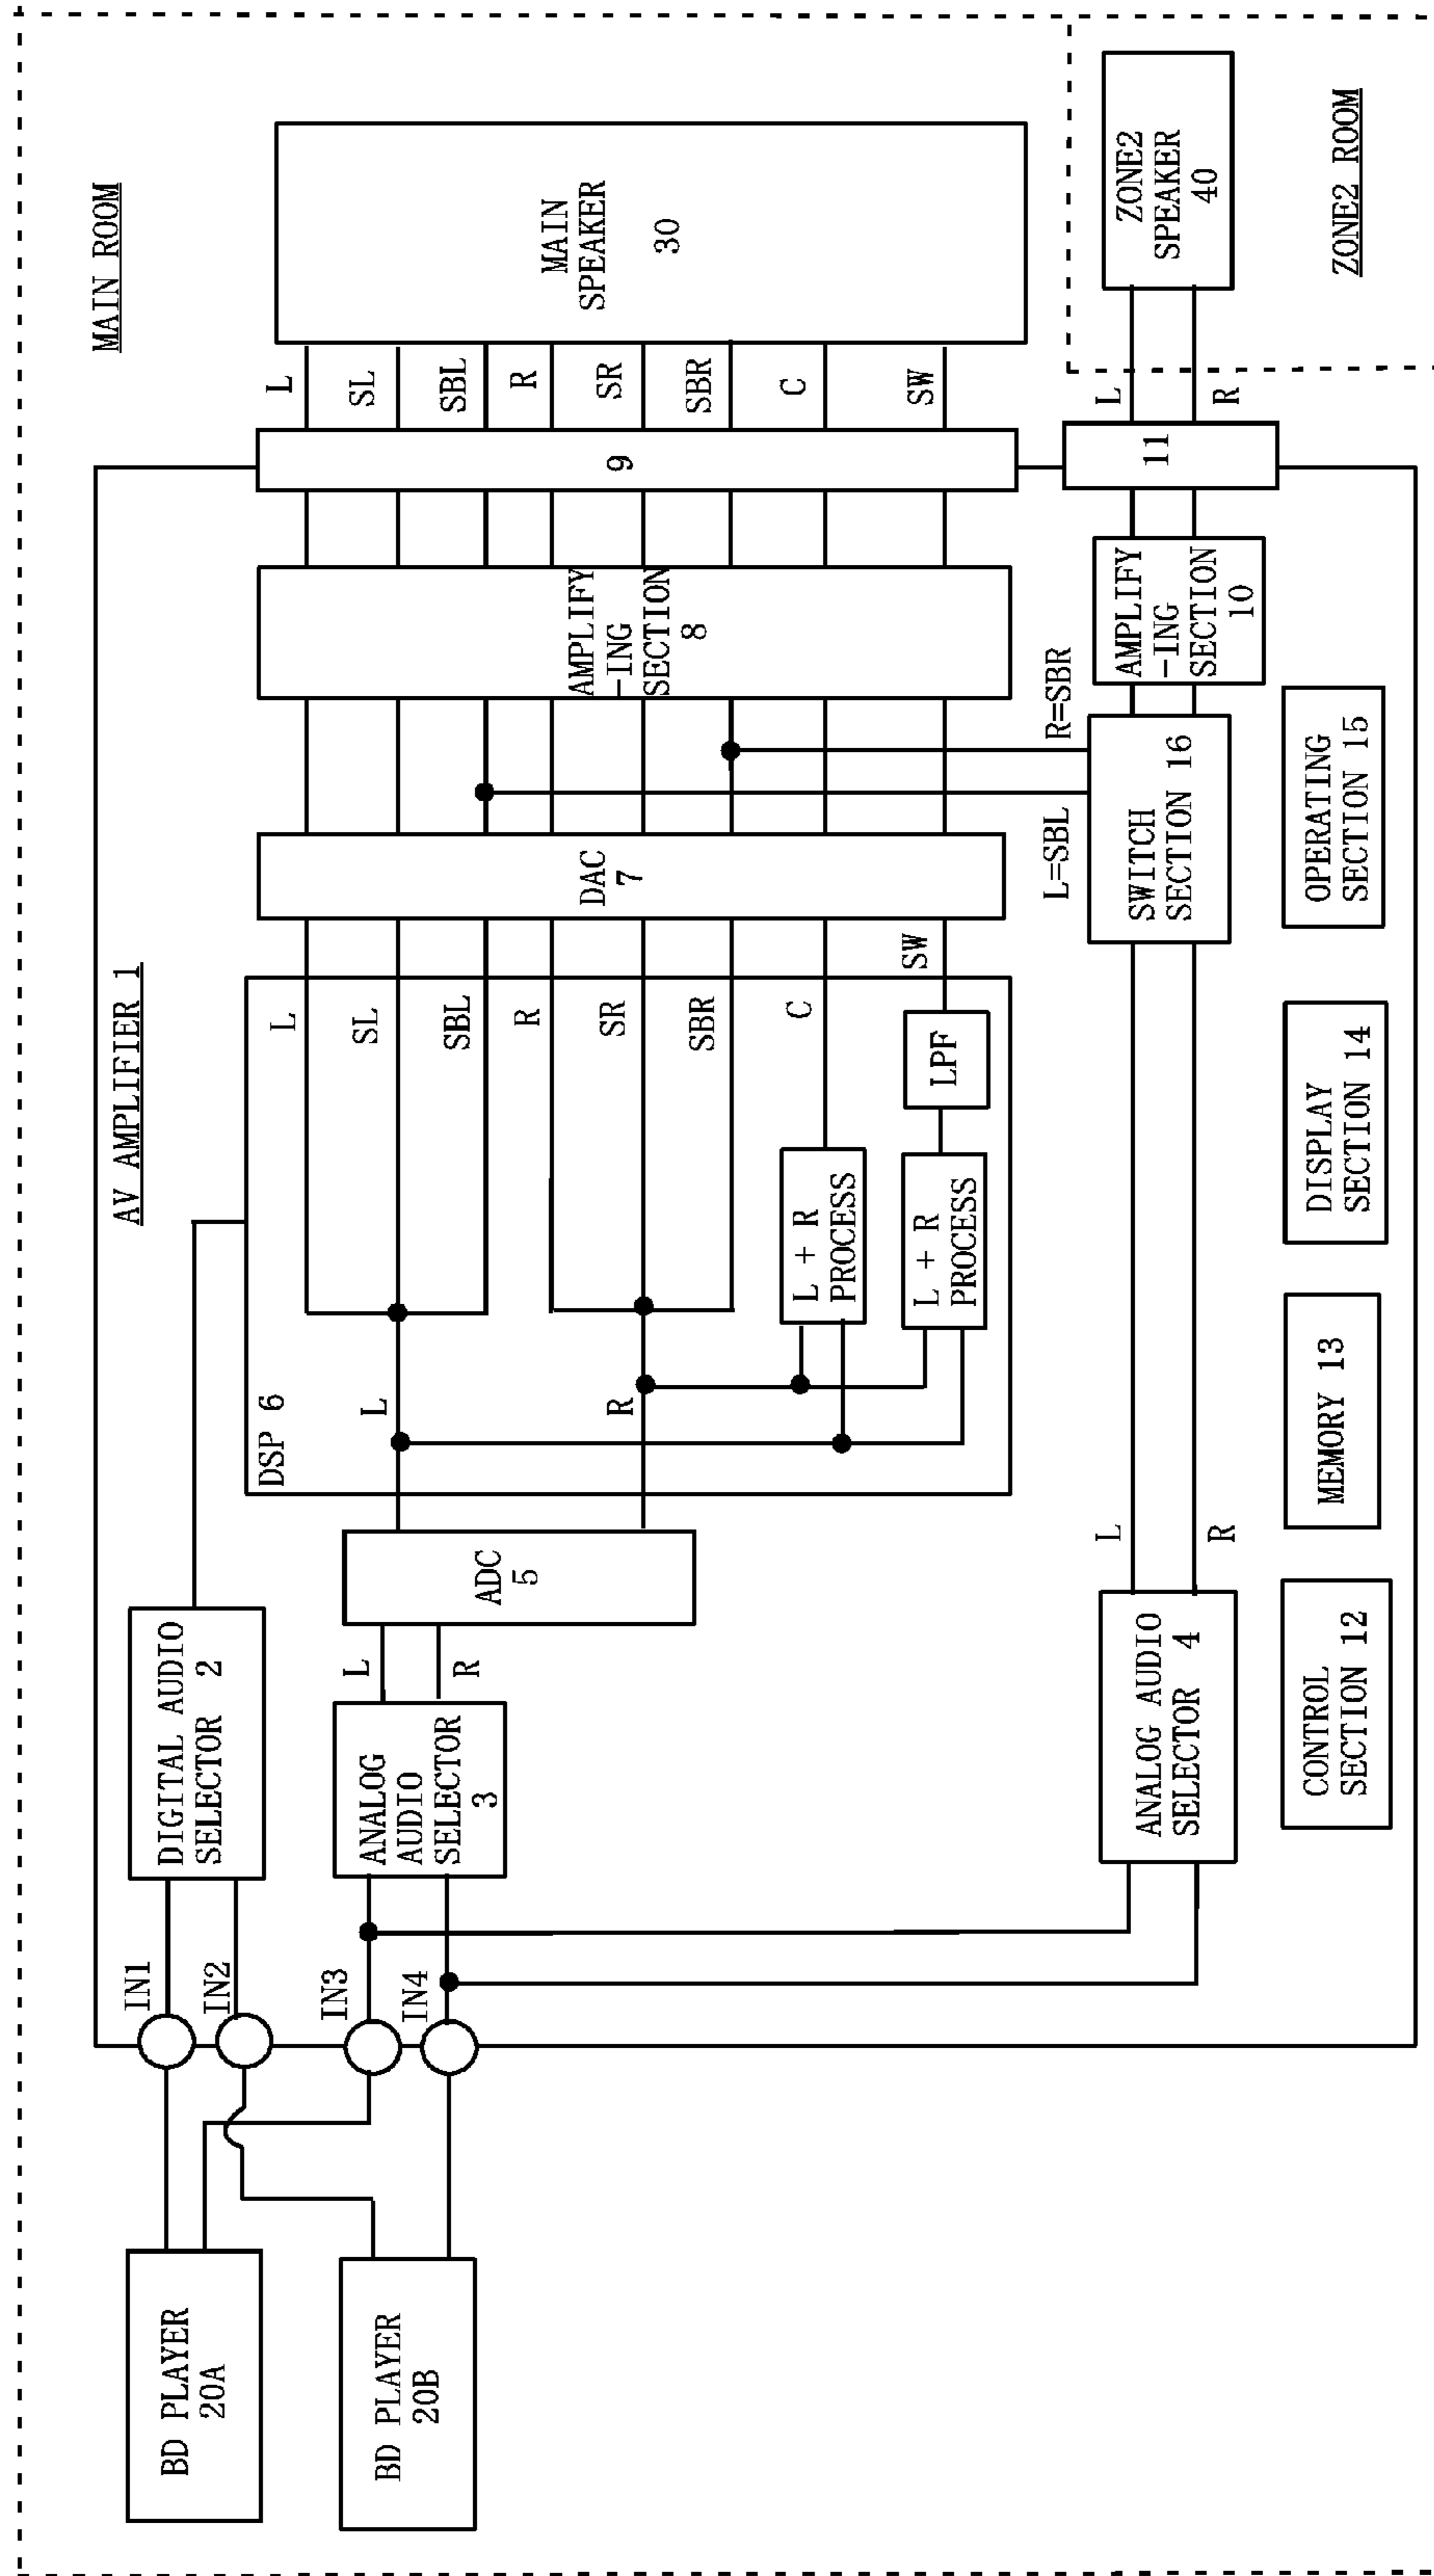 MAIN ROOM
AV AMPLIFIER 1
BD PLAYER
20A
BD PLAYER
20B
IN1
IN2
IN3
IN4
DIGITAL AUDIO
SELECTOR 2
ANALOG
AUDIO
SELECTOR
3
L
R
ADC
5
DSP 6
L
R
L
SL
SBL
R
SR
SBR
C
L + R
PROCESS
L + R
PROCESS
LPF
SW
DAC
7
AMPLIFY
-ING
SECTION
8
9
L
SL
SBL
R
SR
SBR
C
SW
MAIN
SPEAKER
30
L=SBL
R=SBR
ANALOG AUDIO
SELECTOR 4
L
R
SWITCH
SECTION 16
AMPLIFY
-ING
SECTION
10
11
L
R
ZONE2
SPEAKER
40
ZONE2 ROOM
CONTROL
SECTION 12
MEMORY 13
DISPLAY
SECTION 14
OPERATING
SECTION 15